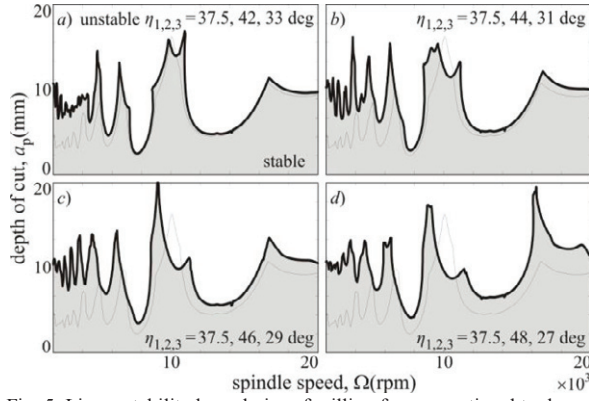 a) unstable η1,2,3 = 37.5, 42, 33 deg
b) η1,2,3 = 37.5, 44, 31 deg
20
10
0
depth of cut, ap(mm)
stable
c)
d)
20
10
0
η1,2,3 = 37.5, 46, 29 deg
η1,2,3 = 37.5, 48, 27 deg
10 20 10 20
spindle speed, Ω(rpm) ×10³